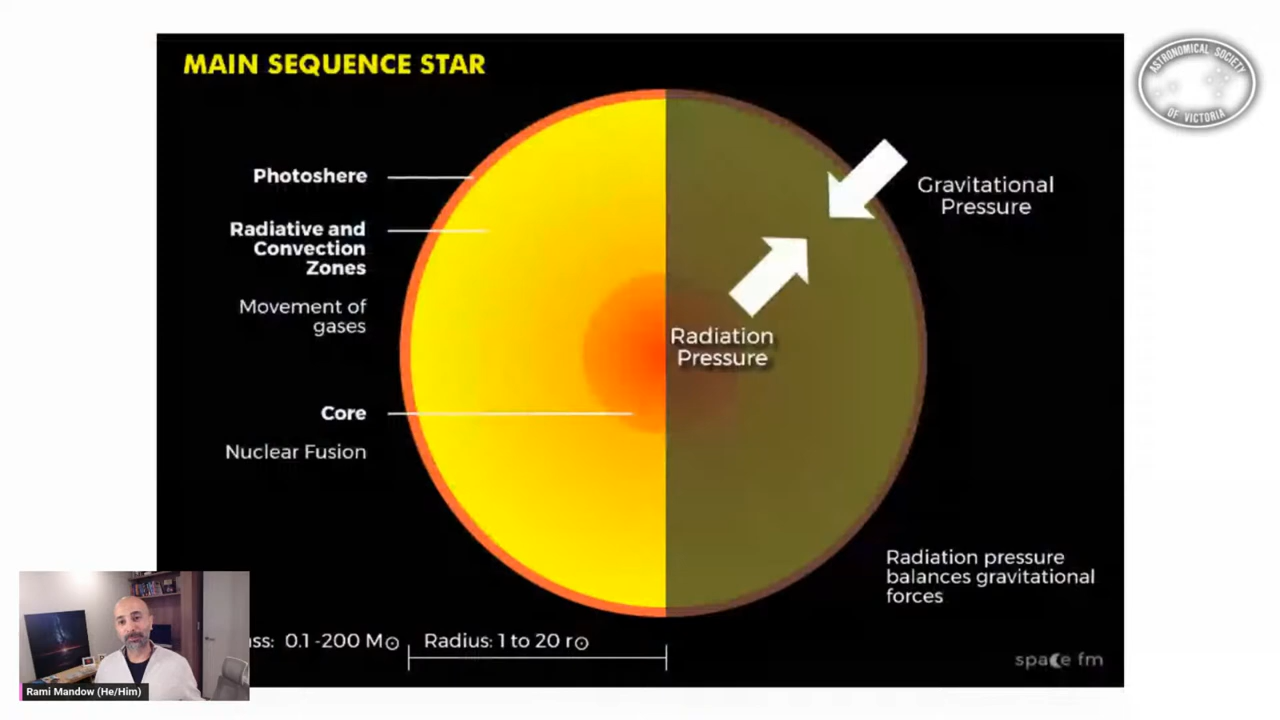 MAIN SEQUENCE STAR
ASTRONOMICAL SOCIETY
OF VICTORIA
Photoshere
Radiative and
Convection
Zones
Movement of
gases
Core
Nuclear Fusion
Gravitational
Pressure
Radiation
Pressure
Radiation pressure
balances gravitational
forces
ss: 0.1 -200 M⊙
Radius: 1 to 20 r⊙
space fm
Rami Mandow (He/Him)